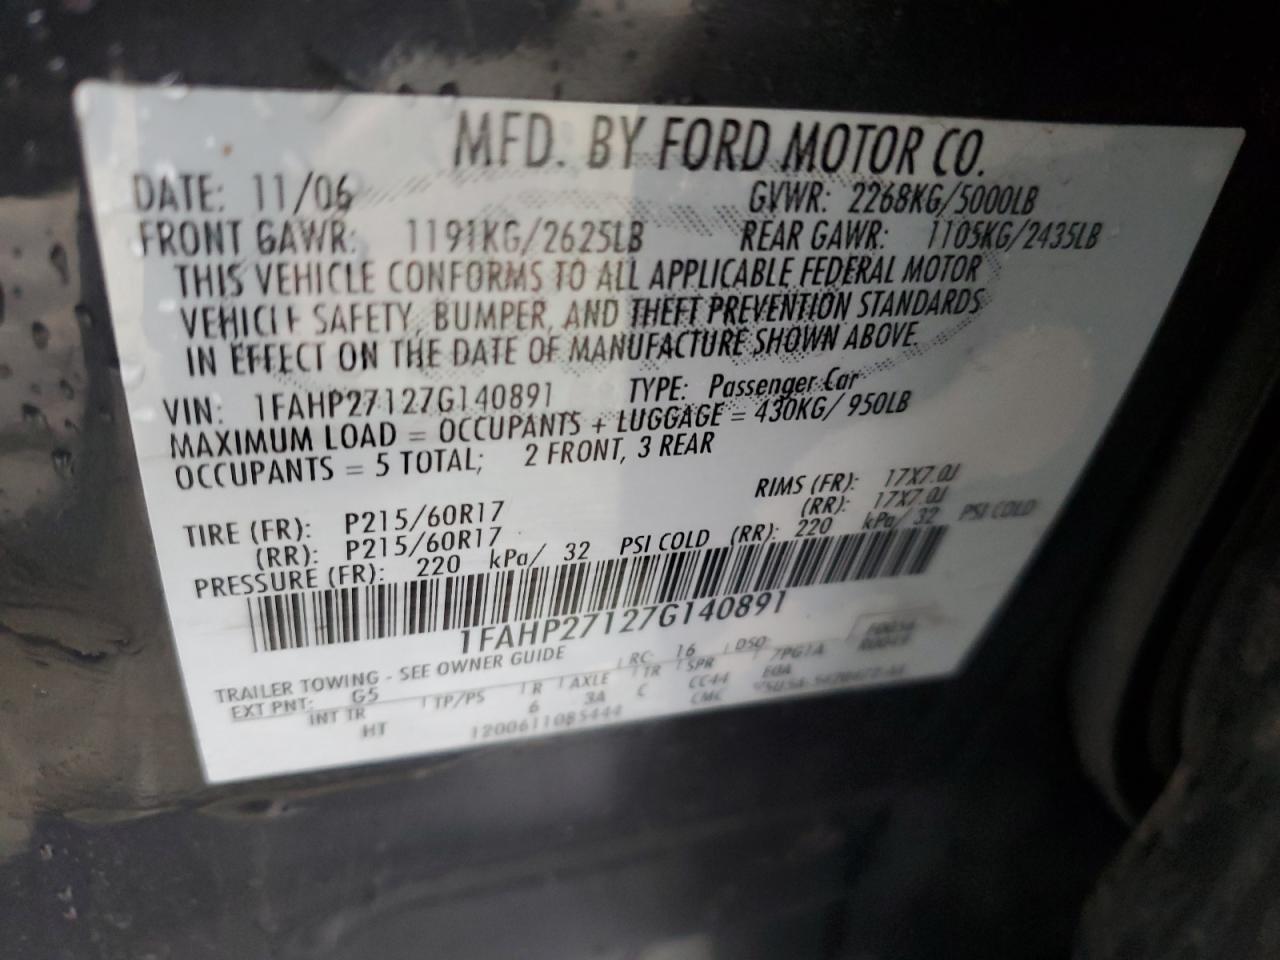 MFD. BY FORD MOTOR CO.
DATE: 11/06 GVWR: 2268KG/5000LB
FRONT GAWR: 1191KG/2625LB REAR GAWR: 1105KG/2435LB
THIS VEHICLE CONFORMS TO ALL APPLICABLE FEDERAL MOTOR
VEHICLE SAFETY, BUMPER, AND THEFT PREVENTION STANDARDS
IN EFFECT ON THE DATE OF MANUFACTURE SHOWN ABOVE.
VIN: 1FAHP27127G140891 TYPE: Passenger Car
MAXIMUM LOAD = OCCUPANTS + LUGGAGE = 430KG/ 950LB
OCCUPANTS = 5 TOTAL; 2 FRONT, 3 REAR
TIRE (FR): P215/60R17 RIMS (FR): 17X7.0J
(RR): P215/60R17 (RR): 17X7.0J
PRESSURE (FR): 220 kPa/ 32 PSI COLD (RR): 220 kPa/ 32 PSI COLD
1FAHP27127G140891
TRAILER TOWING - SEE OWNER GUIDE RC: 16 DSO:
EXT PNT: G5 TP/PS R AXLE TR SPR 7PG1A
INT TR 6 3A C CC44
HT 1200611085444 CMC